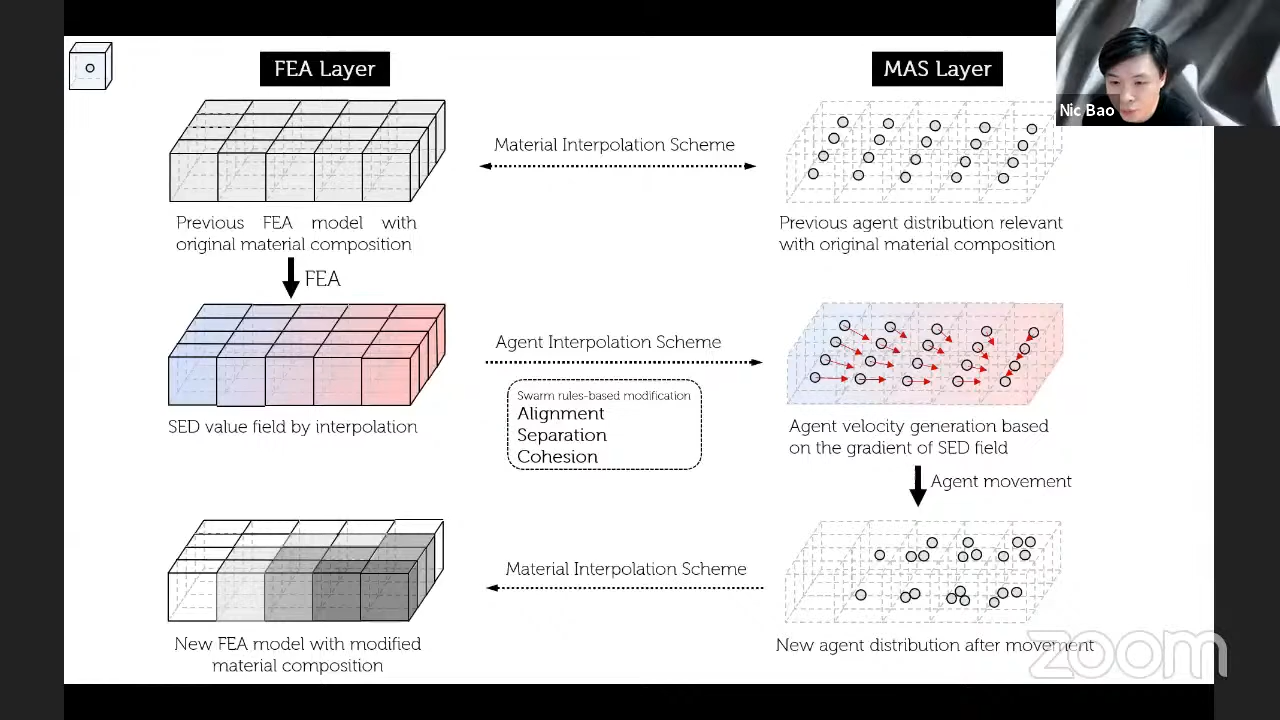 FEA Layer
MAS Layer
Nic Bao
Material Interpolation Scheme
Previous FEA model with
original material composition
Previous agent distribution relevant
with original material composition
FEA
Agent Interpolation Scheme
Swarm rules-based modification
Alignment
Separation
Cohesion
SED value field by interpolation
Agent velocity generation based
on the gradient of SED field
Agent movement
Material Interpolation Scheme
New FEA model with modified
material composition
New agent distribution after movement
zoom